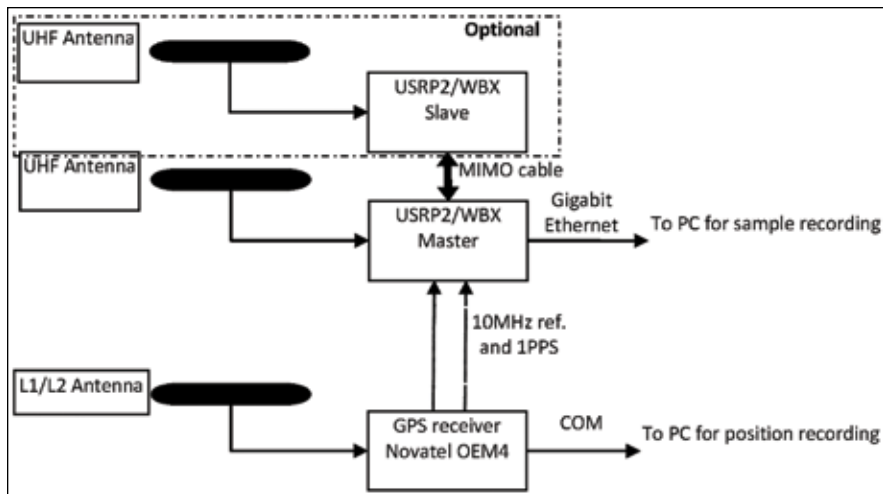 Optional
UHF Antenna
USRP2/WBX
Slave
UHF Antenna
MIMO cable
USRP2/WBX
Master
Gigabit
Ethernet
To PC for sample recording
10MHz ref.
and 1PPS
L1/L2 Antenna
GPS receiver
Novatel OEM4
COM
To PC for position recording